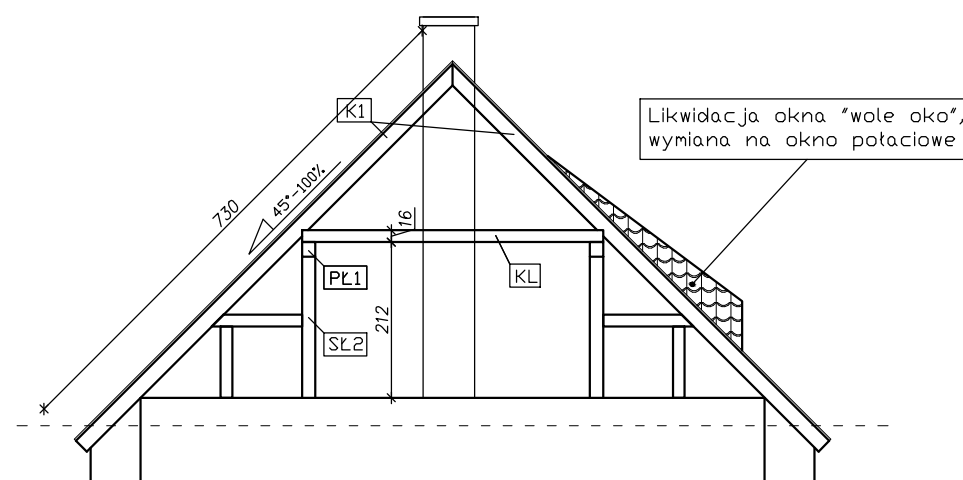 K1
Likwidacja okna "wole oko",
wymiana na okno połaciowe
730
45°-100%
16
PŁ1
KL
SŁ2
212